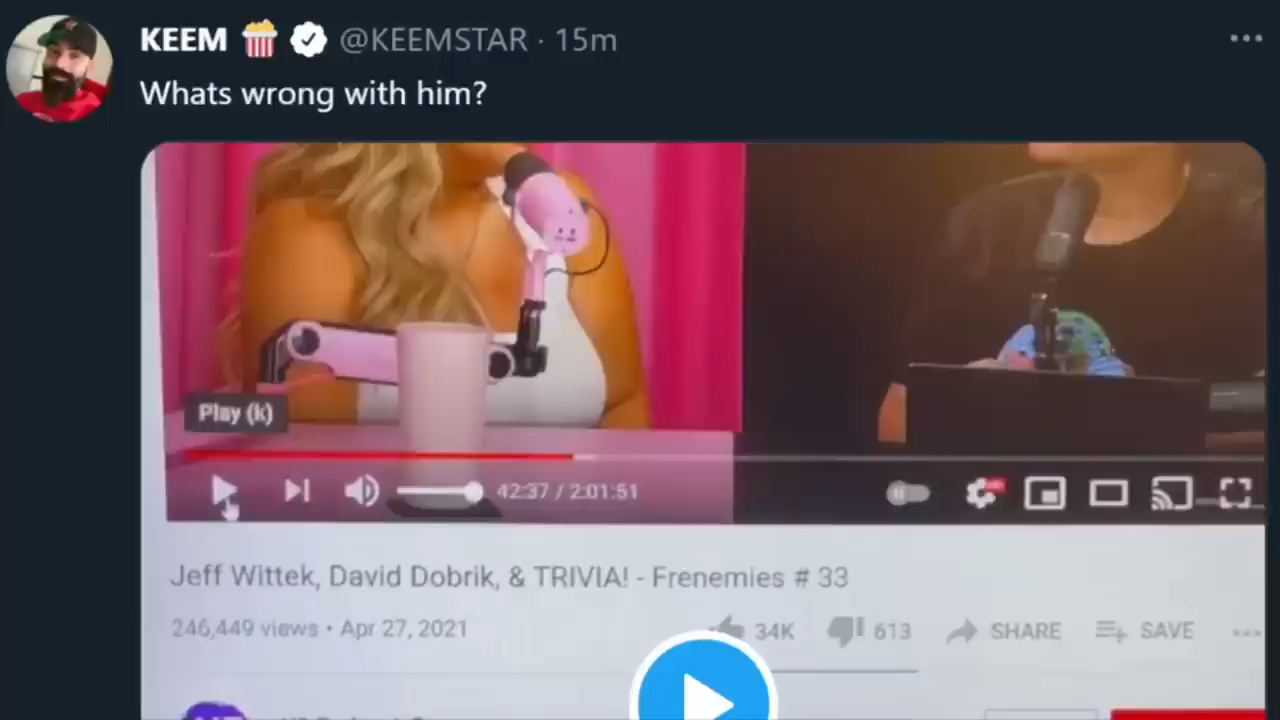 KEEM 🍿 @KEEMSTAR · 15m
Whats wrong with him?
Play (k)
42:37 / 2:01:51
Jeff Wittek, David Dobrik, & TRIVIA! - Frenemies # 33
246,449 views • Apr 27, 2021
34K
613
SHARE
SAVE